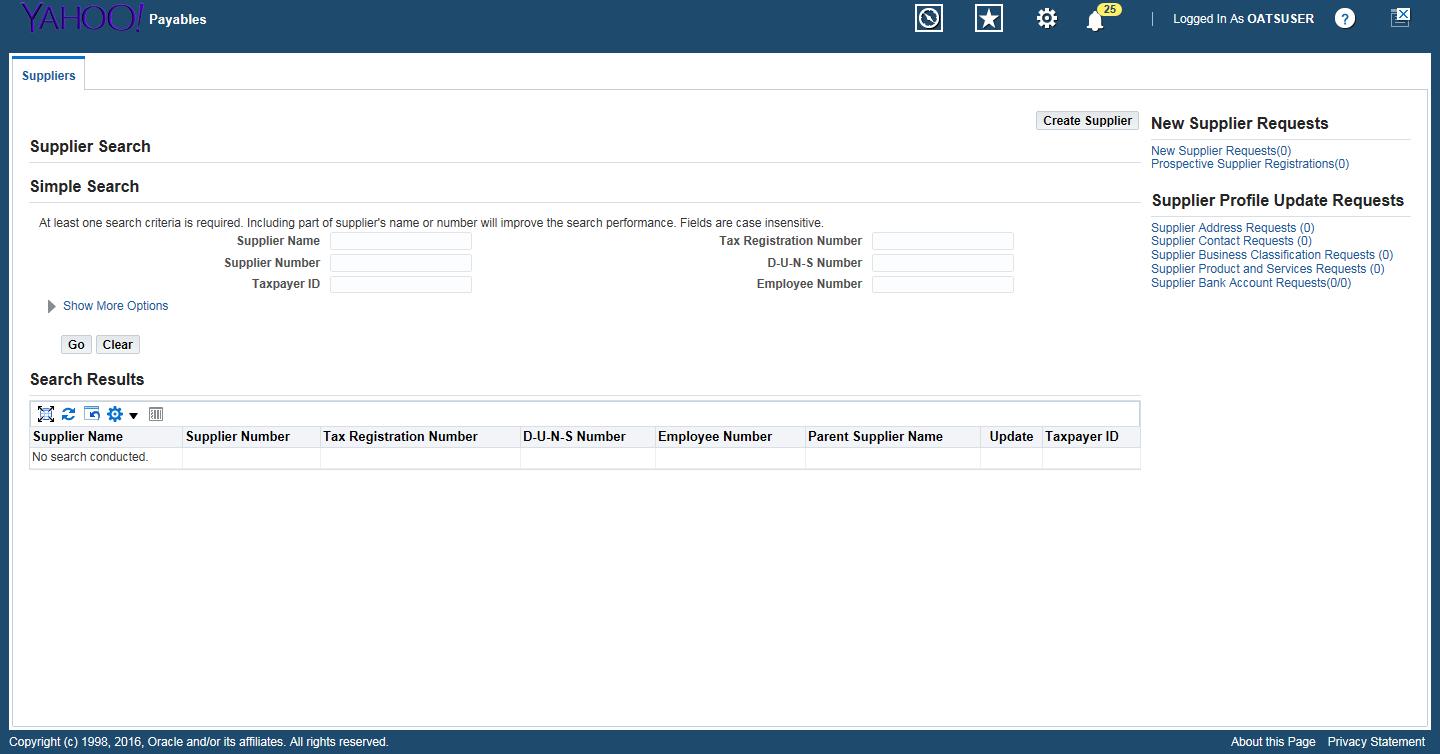 YAHOO! Payables
25
Logged In As OATSUSER
?
Suppliers
Create Supplier
Supplier Search
Simple Search
At least one search criteria is required. Including part of supplier's name or number will improve the search performance. Fields are case insensitive.
Supplier Name
Tax Registration Number
Supplier Number
D-U-N-S Number
Taxpayer ID
Employee Number
Show More Options
Go Clear
Search Results
Supplier Name Supplier Number Tax Registration Number D-U-N-S Number Employee Number Parent Supplier Name Update Taxpayer ID
No search conducted.
New Supplier Requests
New Supplier Requests(0)
Prospective Supplier Registrations(0)
Supplier Profile Update Requests
Supplier Address Requests (0)
Supplier Contact Requests (0)
Supplier Business Classification Requests (0)
Supplier Product and Services Requests (0)
Supplier Bank Account Requests(0/0)
Copyright (c) 1998, 2016, Oracle and/or its affiliates. All rights reserved.
About this Page Privacy Statement